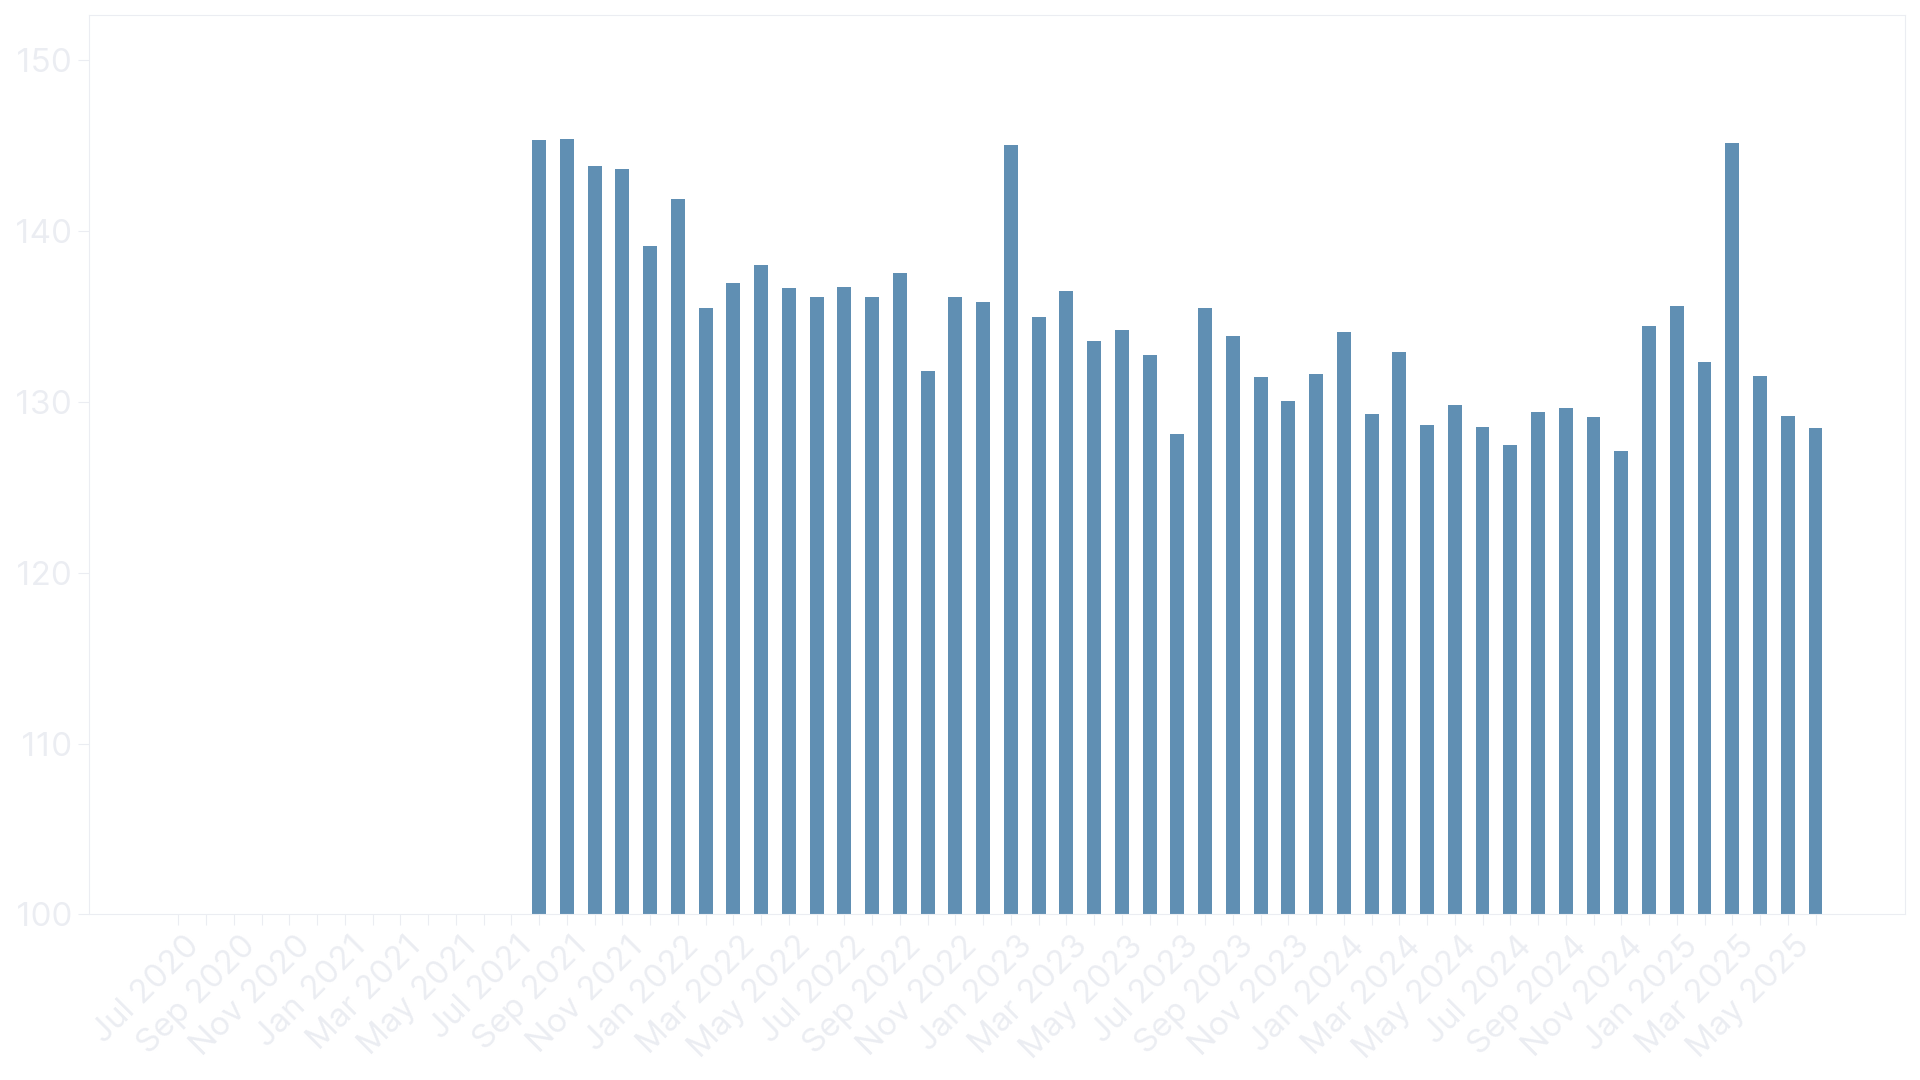 150
140
130
120
110
100
Jul 2020
Sep 2020
Nov 2020
Jan 2021
Mar 2021
May 2021
Jul 2021
Sep 2021
Nov 2021
Jan 2022
Mar 2022
May 2022
Jul 2022
Sep 2022
Nov 2022
Jan 2023
Mar 2023
May 2023
Jul 2023
Sep 2023
Nov 2023
Jan 2024
Mar 2024
May 2024
Jul 2024
Sep 2024
Nov 2024
Jan 2025
Mar 2025
May 2025